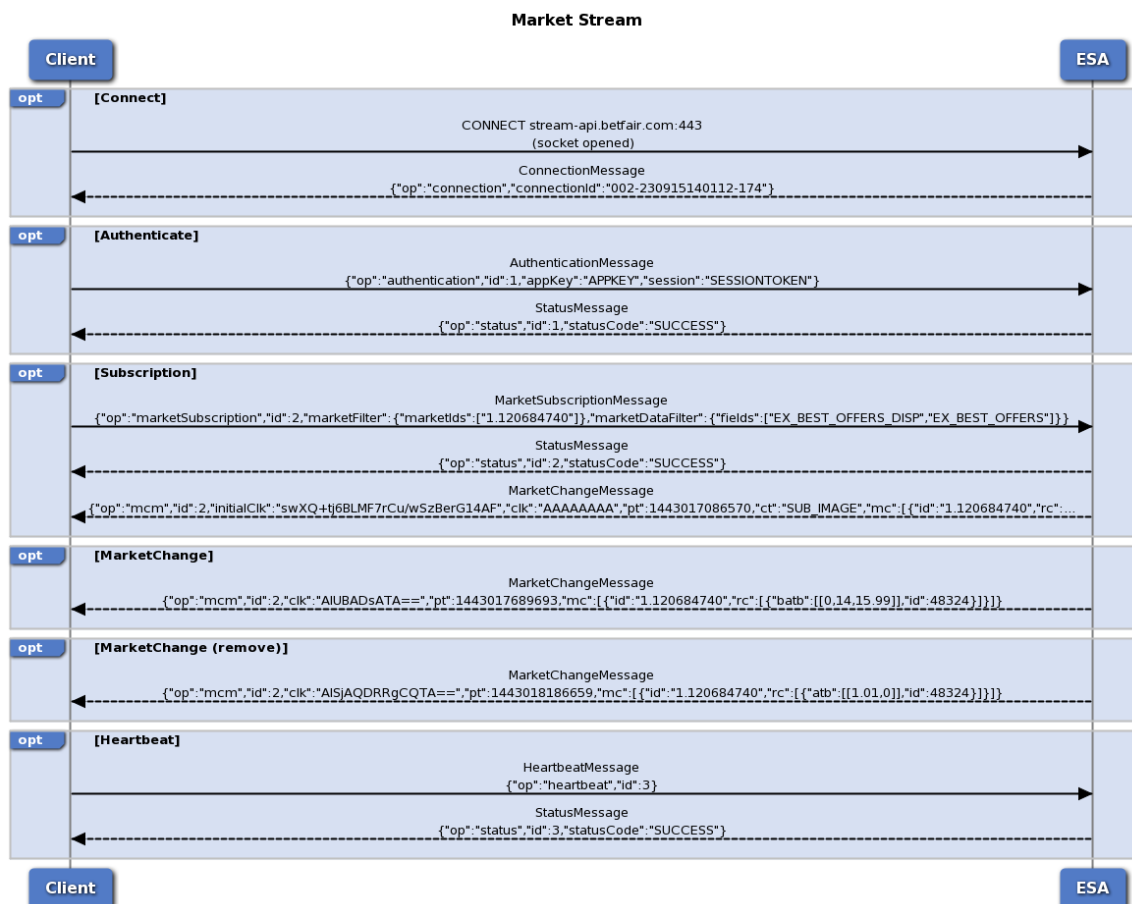 Market Stream
Client
ESA
opt
[Connect]
CONNECT stream-api.betfair.com:443
(socket opened)
ConnectionMessage
{"op":"connection","connectionId":"002-230915140112-174"}
opt
[Authenticate]
AuthenticationMessage
{"op":"authentication","id":1,"appKey":"APPKEY","session":"SESSIONTOKEN"}
StatusMessage
{"op":"status","id":1,"statusCode":"SUCCESS"}
opt
[Subscription]
MarketSubscriptionMessage
{"op":"marketSubscription","id":2,"marketFilter":{"marketIds":["1.120684740"]},"marketDataFilter":{"fields":["EX_BEST_OFFERS_DISP","EX_BEST_OFFERS"]}}
StatusMessage
{"op":"status","id":2,"statusCode":"SUCCESS"}
MarketChangeMessage
{"op":"mcm","id":2,"initialClk":"swXQ+tj6BLMF7rCu/wSzBerG14AF","clk":"AAAAAAAA","pt":1443017086570,"ct":"SUB_IMAGE","mc":[{"id":"1.120684740","rc":...
opt
[MarketChange]
MarketChangeMessage
{"op":"mcm","id":2,"clk":"AIUBADsATA==","pt":1443017689693,"mc":[{"id":"1.120684740","rc":[{"batb":[[0,14,15.99]],"id":48324}]}]}
opt
[MarketChange (remove)]
MarketChangeMessage
{"op":"mcm","id":2,"clk":"AISjAQDRRgCQTA==","pt":1443018186659,"mc":[{"id":"1.120684740","rc":[{"atb":[[1.01,0]],"id":48324}]}]}
opt
[Heartbeat]
HeartbeatMessage
{"op":"heartbeat","id":3}
StatusMessage
{"op":"status","id":3,"statusCode":"SUCCESS"}
Client
ESA